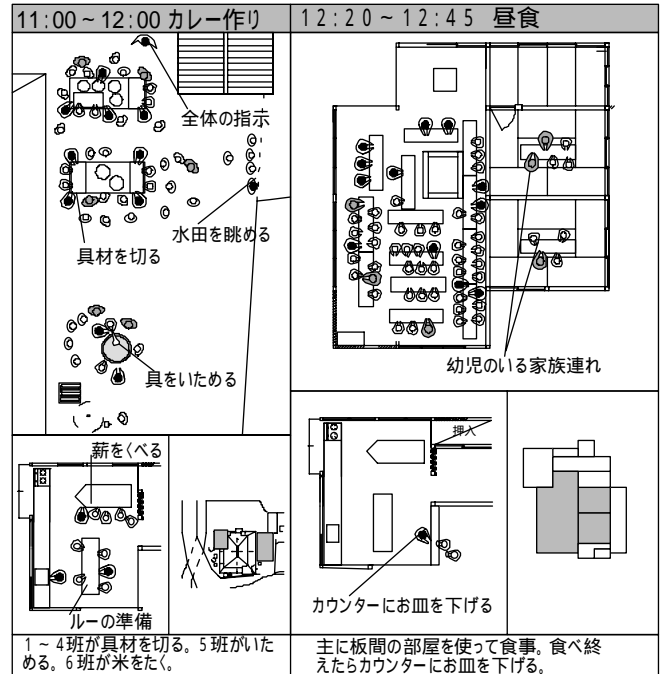 11:00~12:00 カレー作り
全体の指示
水田を眺める
具材を切る
具をいためる
薪をくべる
ルーの準備
1~4班が具材を切る。5班がいた
める。6班が米をたく。
12:20~12:45 昼食
幼児のいる家族連れ
押入
カウンターにお皿を下げる
主に板間の部屋を使って食事。食べ終
えたらカウンターにお皿を下げる。